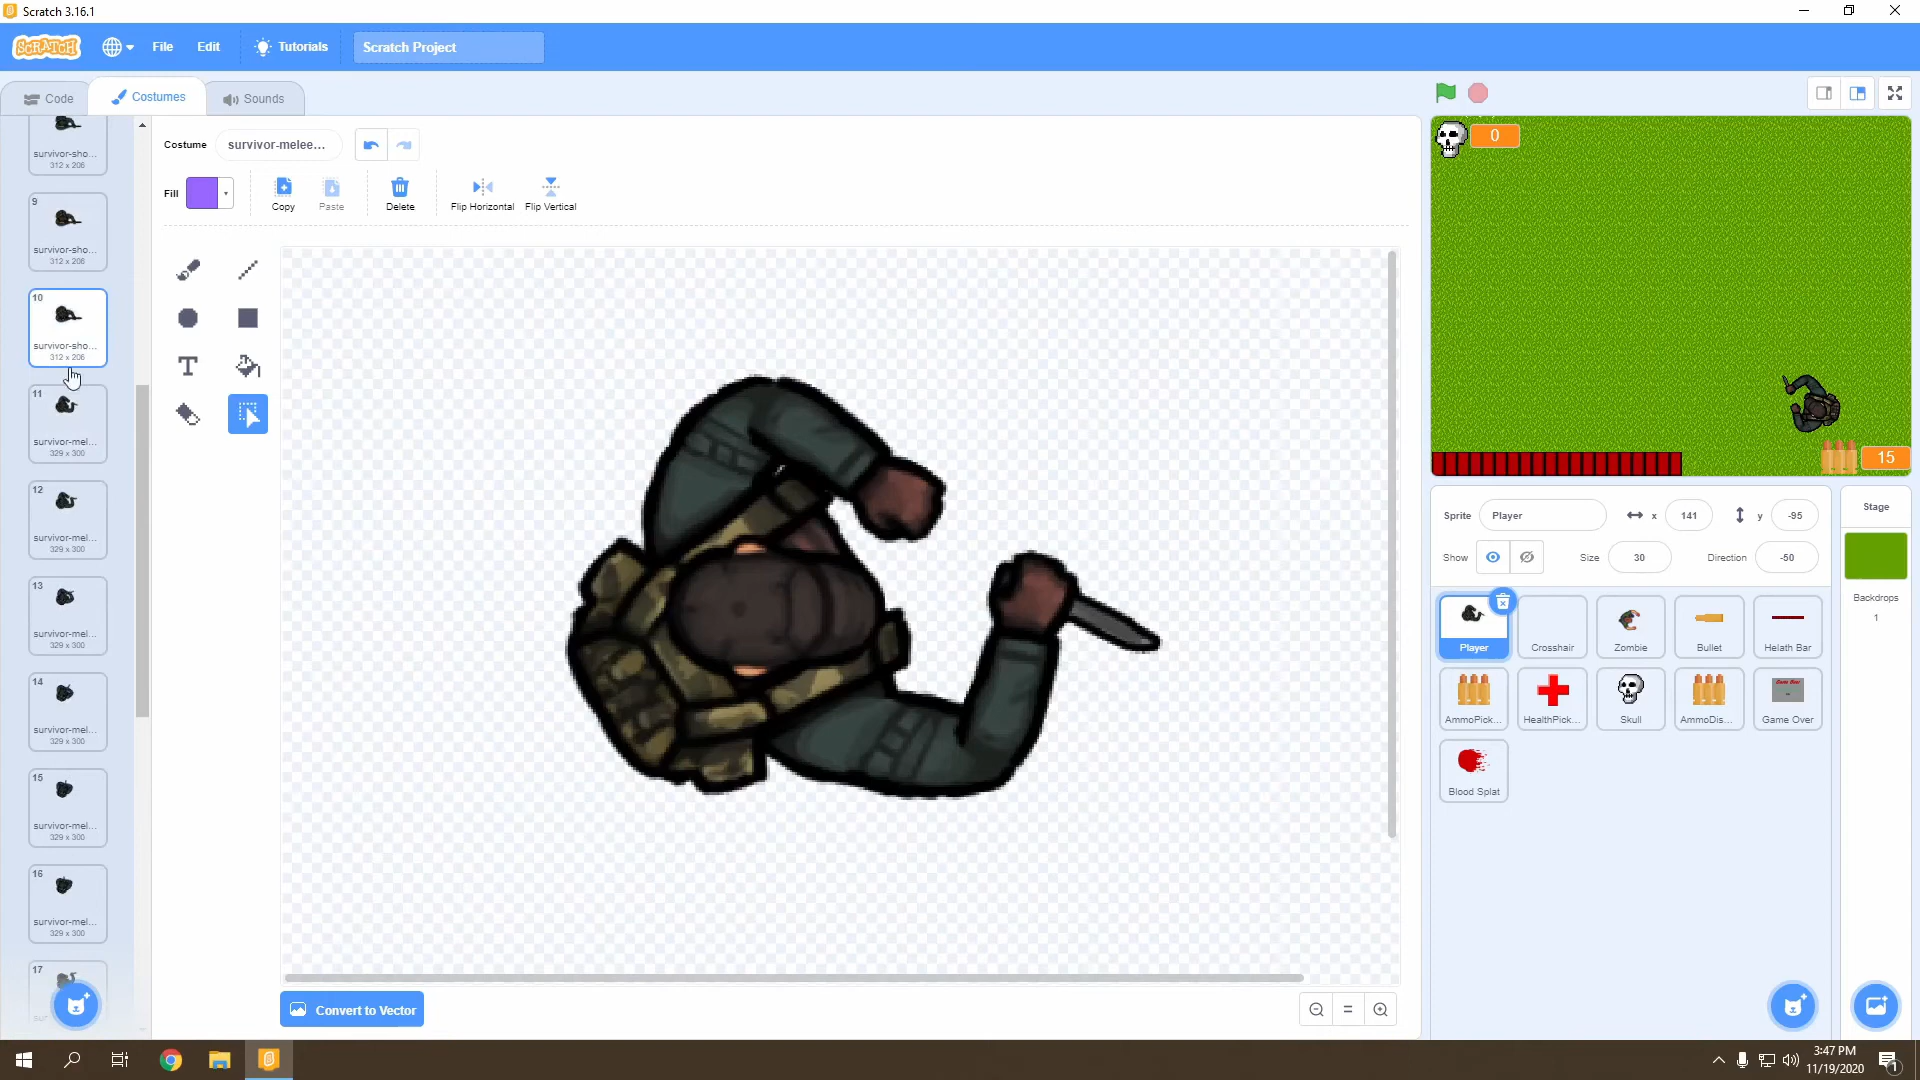 Scratch 3.16.1
SCRATCH
File
Edit
Tutorials
Scratch Project
Code
Costumes
Sounds
survivor-sho...
312 x 206
9
survivor-sho...
312 x 208
10
survivor-sho...
312 x 206
11
survivor-mel...
329 x 300
12
survivor-mel...
329 x 300
13
survivor-mel...
329 x 300
14
survivor-mel...
329 x 300
15
survivor-mel...
329 x 300
16
survivor-mel...
329 x 300
17
Costume
survivor-melee...
Fill
Copy
Paste
Delete
Flip Horizontal
Flip Vertical
T
Convert to Vector
0
15
Sprite
Player
x
141
y
-95
Show
Size
30
Direction
-50
Player
Crosshair
Zombie
Bullet
Helath Bar
AmmoPick...
HealthPick...
Skull
AmmoDis...
Game Over
Blood Splat
Stage
Backdrops
1
3:47 PM
11/19/2020
1